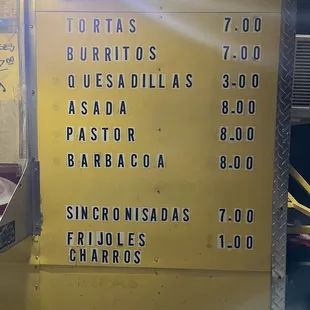 TORTAS 7.00
BURRITOS 7.00
QUESADILLAS 3.00
ASADA 8.00
PASTOR 8.00
BARBACOA 8.00
SINCRONISADAS 7.00
FRIJOLES 1.00
CHARROS